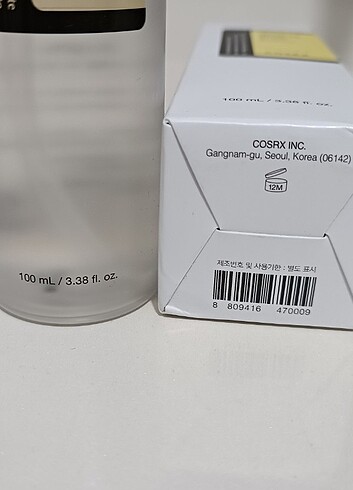 100 mL / 3.38 fl. oz.
100 mL / 3.38 fl. oz.
COSRX INC.
Gangnam-gu, Seoul, Korea (06142)
12M
제조번호 및 사용기한 : 별도 표시
8 809416 470009